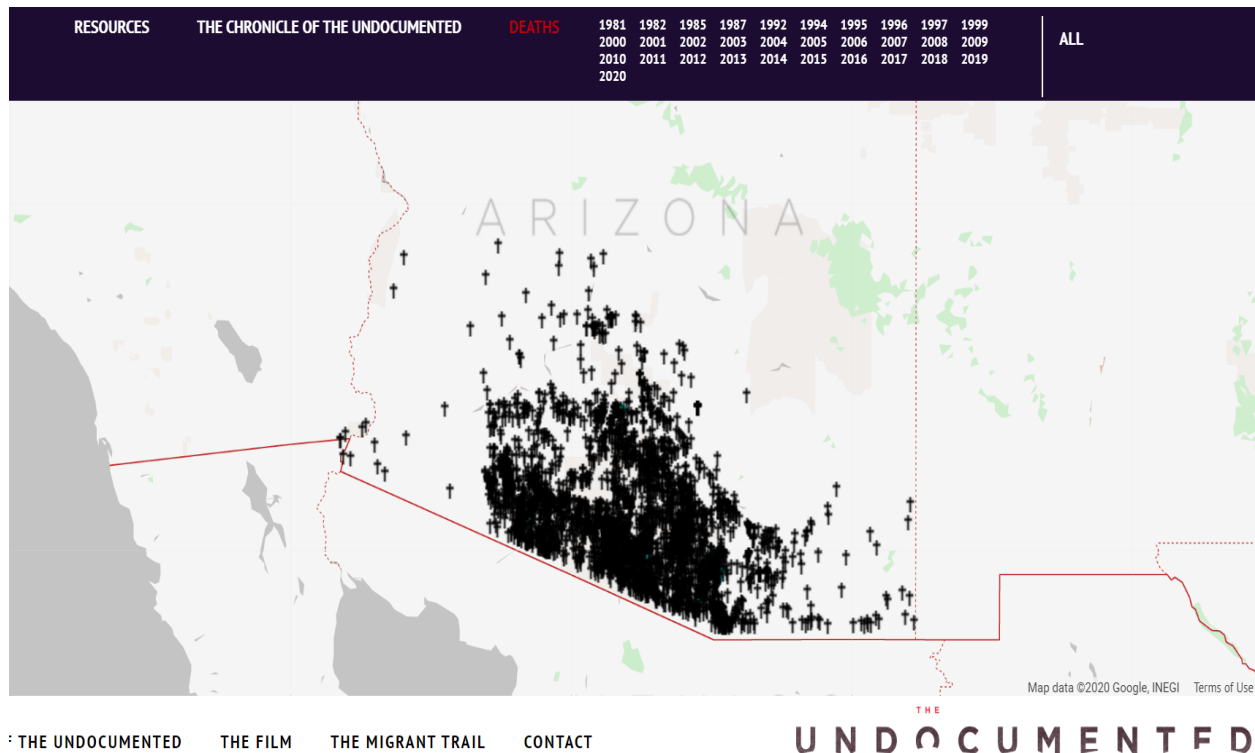 RESOURCES THE CHRONICLE OF THE UNDOCUMENTED DEATHS 1981 1982 1985 1987 1992 1994 1995 1996 1997 1999
2000 2001 2002 2003 2004 2005 2006 2007 2008 2009
2010 2011 2012 2013 2014 2015 2016 2017 2018 2019
2020
ALL
ARIZONA
Map data ©2020 Google, INEGI Terms of Use
THE UNDOCUMENTED THE FILM THE MIGRANT TRAIL CONTACT
THE
UNDOCUMENTED